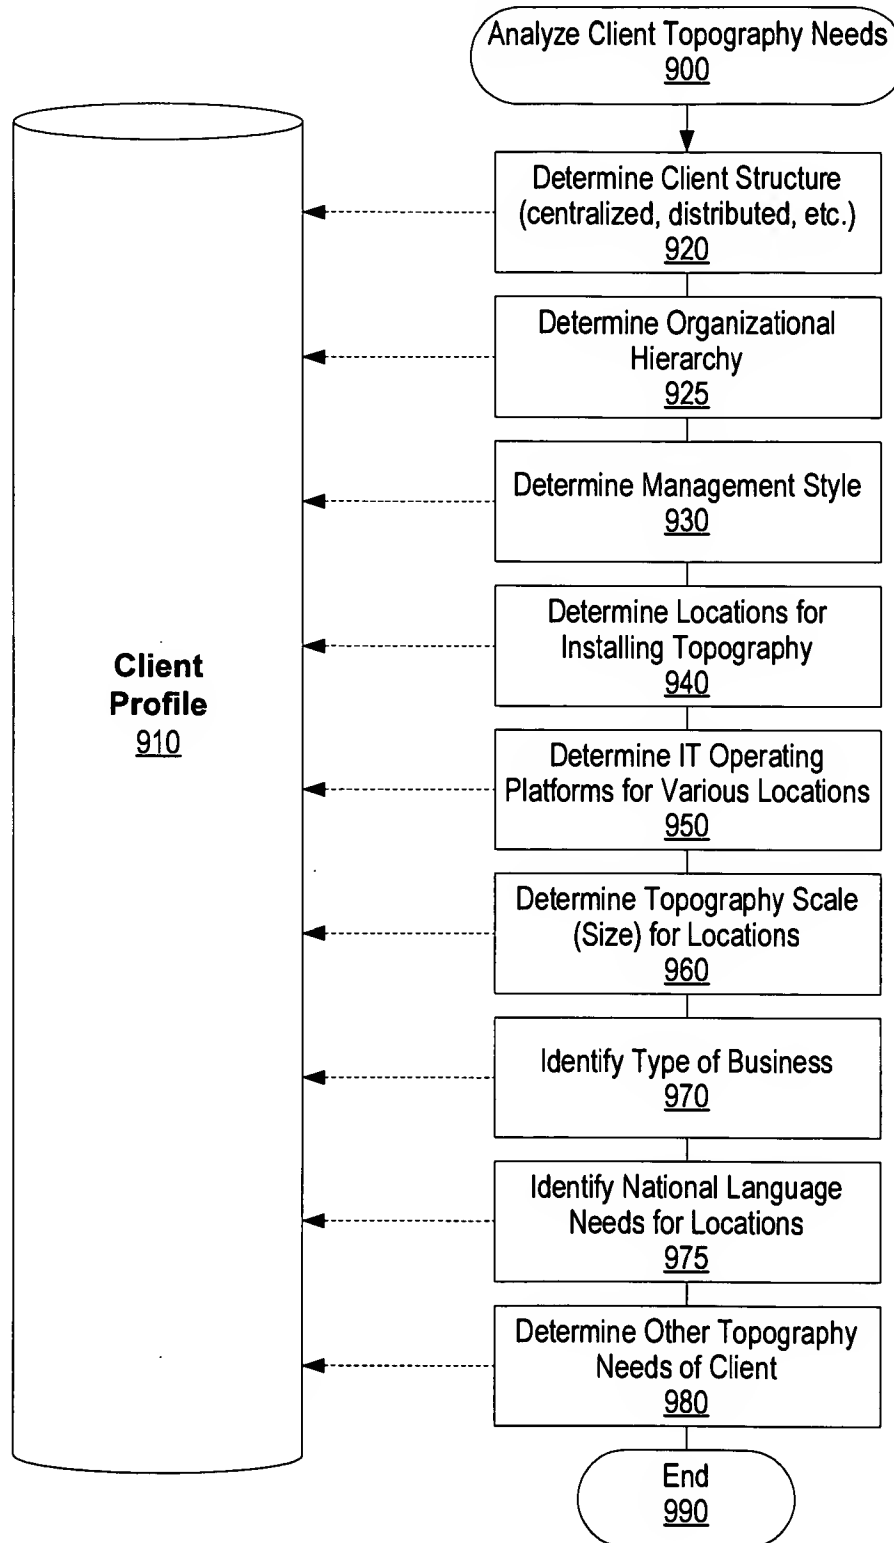 Analyze Client Topography Needs
900
Determine Client Structure
(centralized, distributed, etc.)
920
Determine Organizational
Hierarchy
925
Determine Management Style
930
Determine Locations for
Installing Topography
940
Client
Profile
910
Determine IT Operating
Platforms for Various Locations
950
Determine Topography Scale
(Size) for Locations
960
Identify Type of Business
970
Identify National Language
Needs for Locations
975
Determine Other Topography
Needs of Client
980
End
990